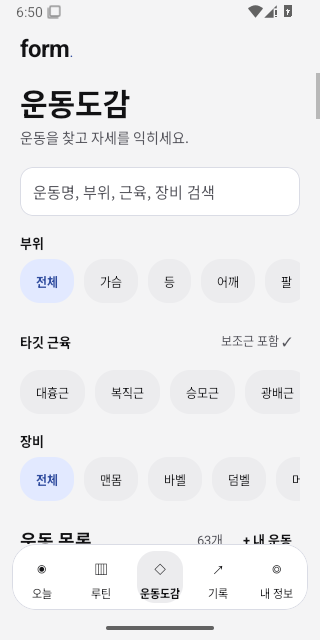 6:50
form.
운동도감
운동을 찾고 자세를 익히세요.
운동명, 부위, 근육, 장비 검색
부위
전체 가슴 등 어깨 팔
타깃 근육 보조근 포함 ✓
대흉근 복직근 승모근 광배근
장비
전체 맨몸 바벨 덤벨
운동 목록 63개 + 내 운동
오늘 루틴 운동도감 기록 내 정보